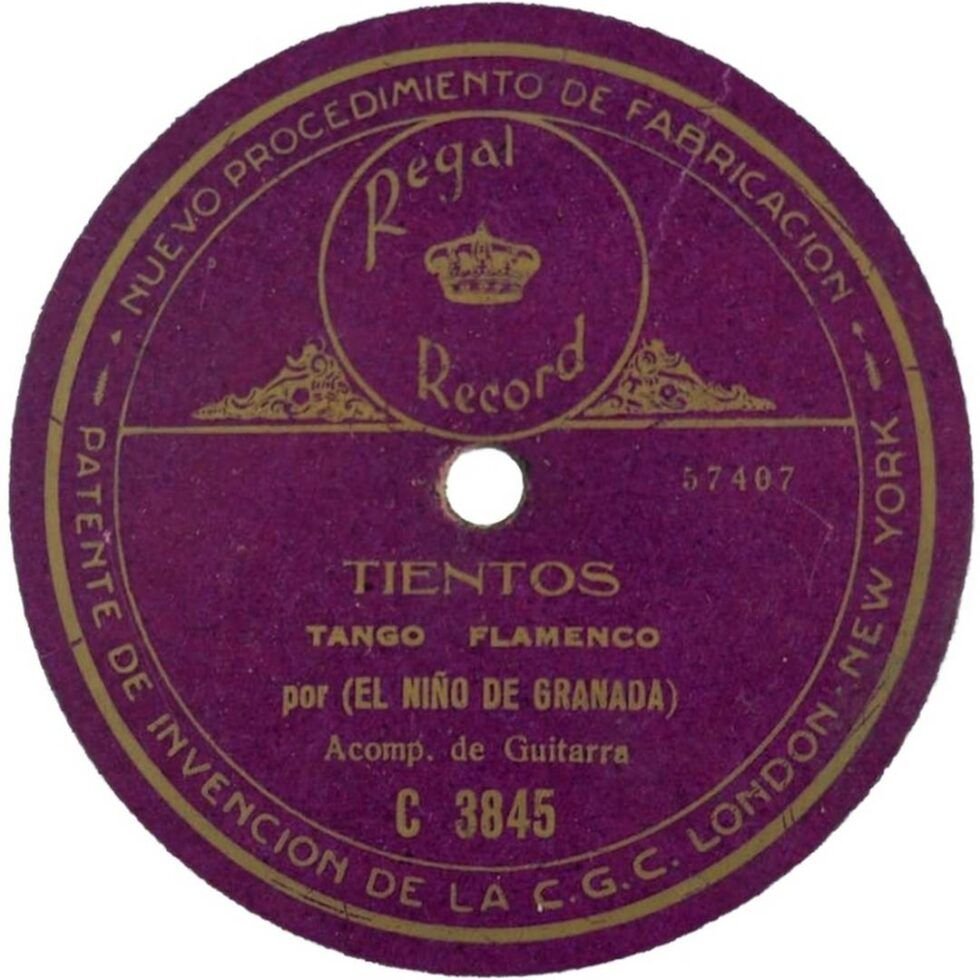 NUEVO PROCEDIMIENTO DE FABRICACION
Regal
Record
57407
TIENTOS
TANGO FLAMENCO
por (EL NIÑO DE GRANADA)
Acomp. de Guitarra
C 3845
PATENTE DE INVENCION DE LA C.G.C. LONDON-NEW YORK